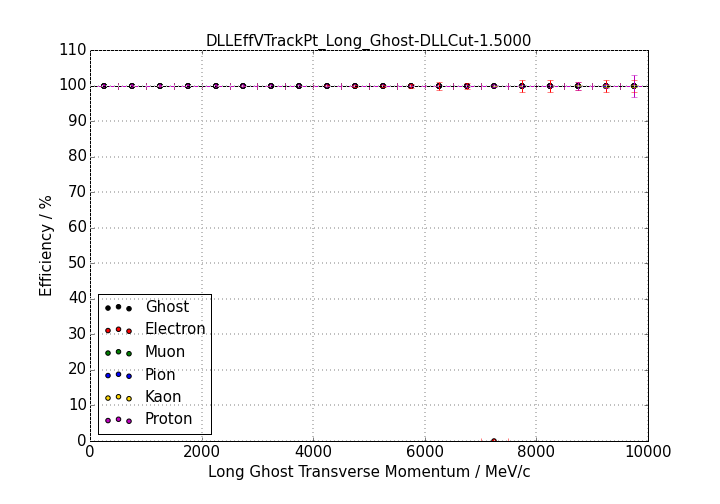 DLLEffVTrackPt_Long_Ghost-DLLCut-1.5000
110
100
90
80
70
60
50
40
30
20
10
0
Efficiency / %
Ghost
Electron
Muon
Pion
Kaon
Proton
0 2000 4000 6000 8000 10000
Long Ghost Transverse Momentum / MeV/c